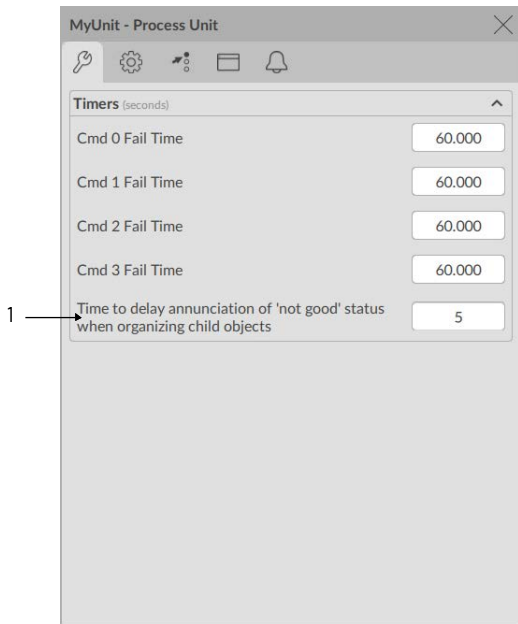 MyUnit - Process Unit
Timers (seconds)
Cmd 0 Fail Time 60.000
Cmd 1 Fail Time 60.000
Cmd 2 Fail Time 60.000
Cmd 3 Fail Time 60.000
1
Time to delay annunciation of 'not good' status
when organizing child objects
5